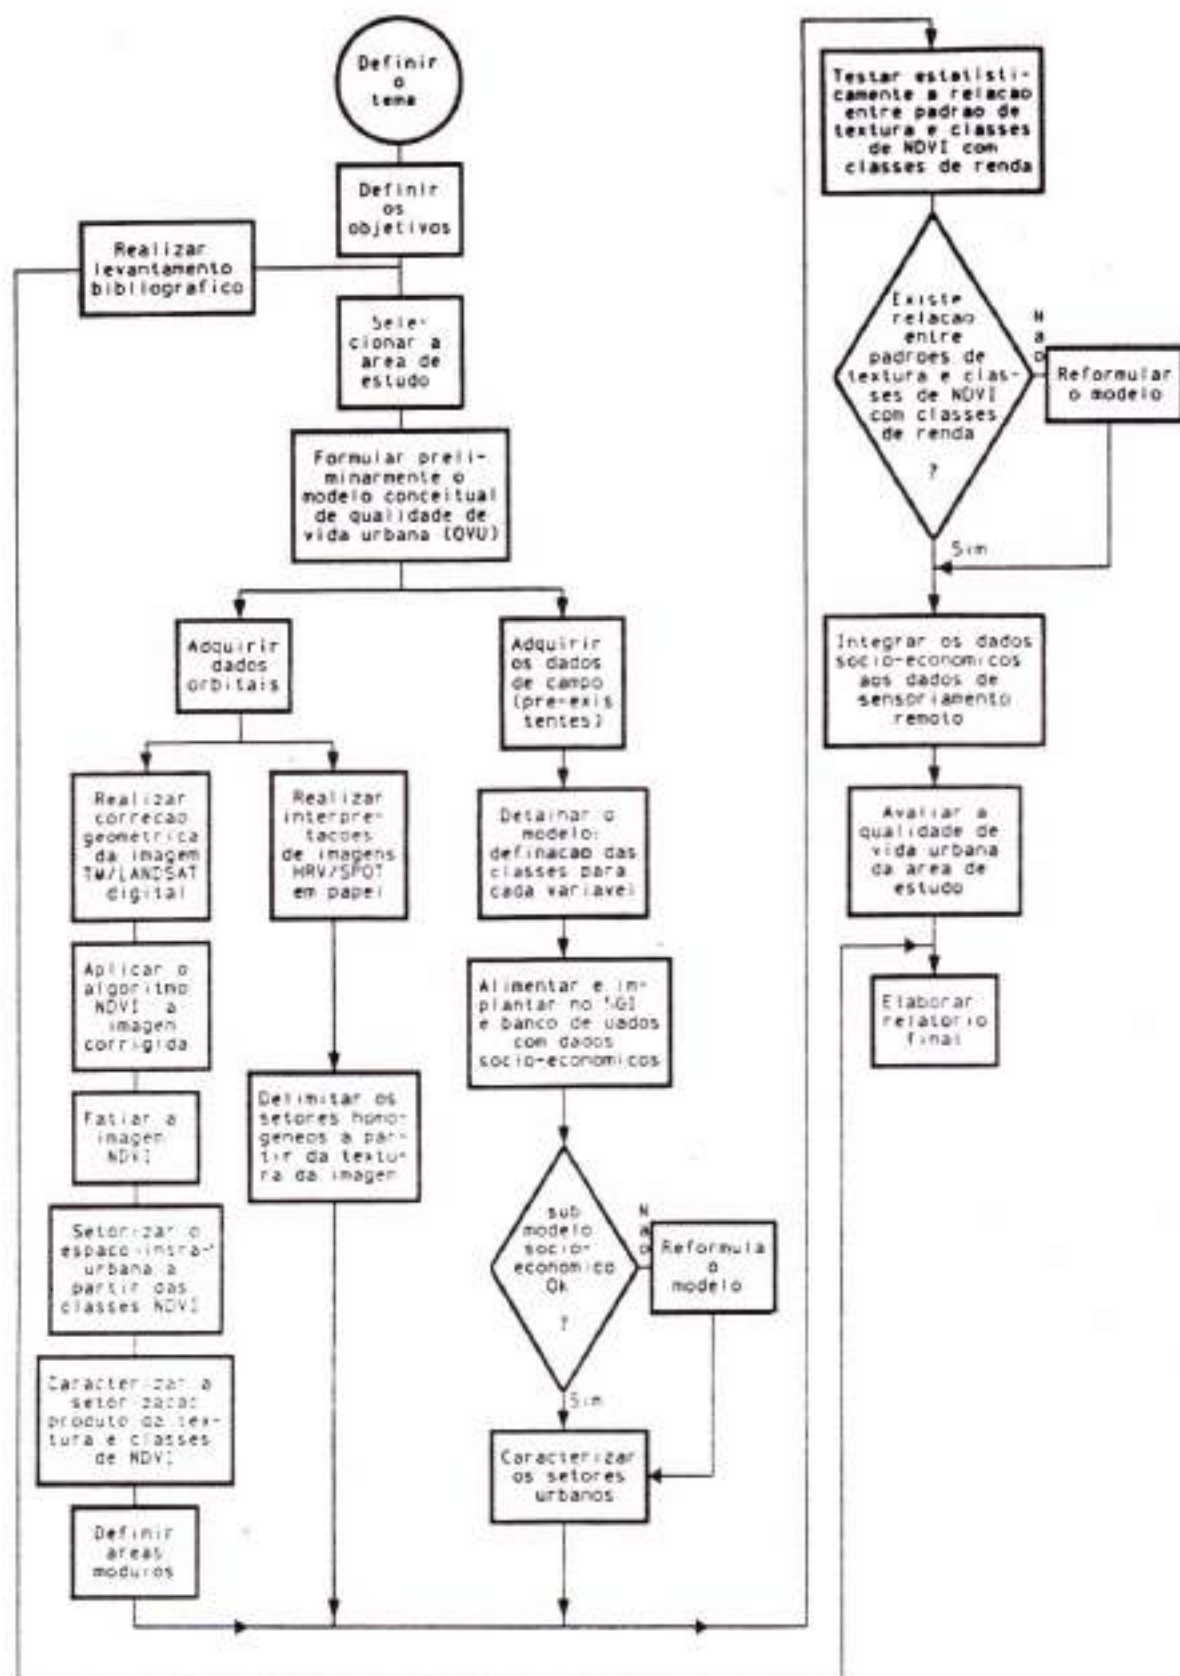 Definir
o
tema
Definir
os
objetivos
Realizar
levantamento
bibliografico
Sele-
cionar a
area de
estudo
Formular preli-
minarmente o
modelo conceitual
de qualidade de
vida urbana (QVU)
Adquirir
dados
orbitais
Adquirir
os dados
de campo
(pre-exis
tentes)
Realizar
correcao
geométrica
da imagem
TM/LANDSAT
digital
Realizar
interpre-
tacoes
de imagens
HRV/SPOT
em papel
Detalhar o
modelo:
definacao das
classes para
cada variavel
Aplicar o
algoritmo
NDVI a
imagem
corrigida
Alimentar e im-
plantar no SGI
e banco de dados
com dados
socio-economicos
Fatiar a
imagem
NDVI
Delimitar os
setores homo-
geneos a par-
tir da textu-
ra da imagem
Setorizar o
espaco-intra-
urbana a
partir das
classes NDVI
sub
modelo
socio-
economico
Ok
?
Nao
Reformula
o
modelo
Sim
Caracterizar a
setorizacao
produto da tex-
tura e classes
de NDVI
Caracterizar
os setores
urbanos
Definir
areas
Testar estatisti-
camente a relacao
entre padrao de
textura e classes
de NDVI com
classes de renda
Existe
relacao
entre
padroes de
textura e clas-
ses de NDVI
com classes
de renda
?
Nao
Reformular
o modelo
Sim
Integrar os dados
socio-economicos
aos dados de
sensoriamento
remoto
Avaliar a
qualidade de
vida urbana
da area de
estudo
Elaborar
relatorio
final